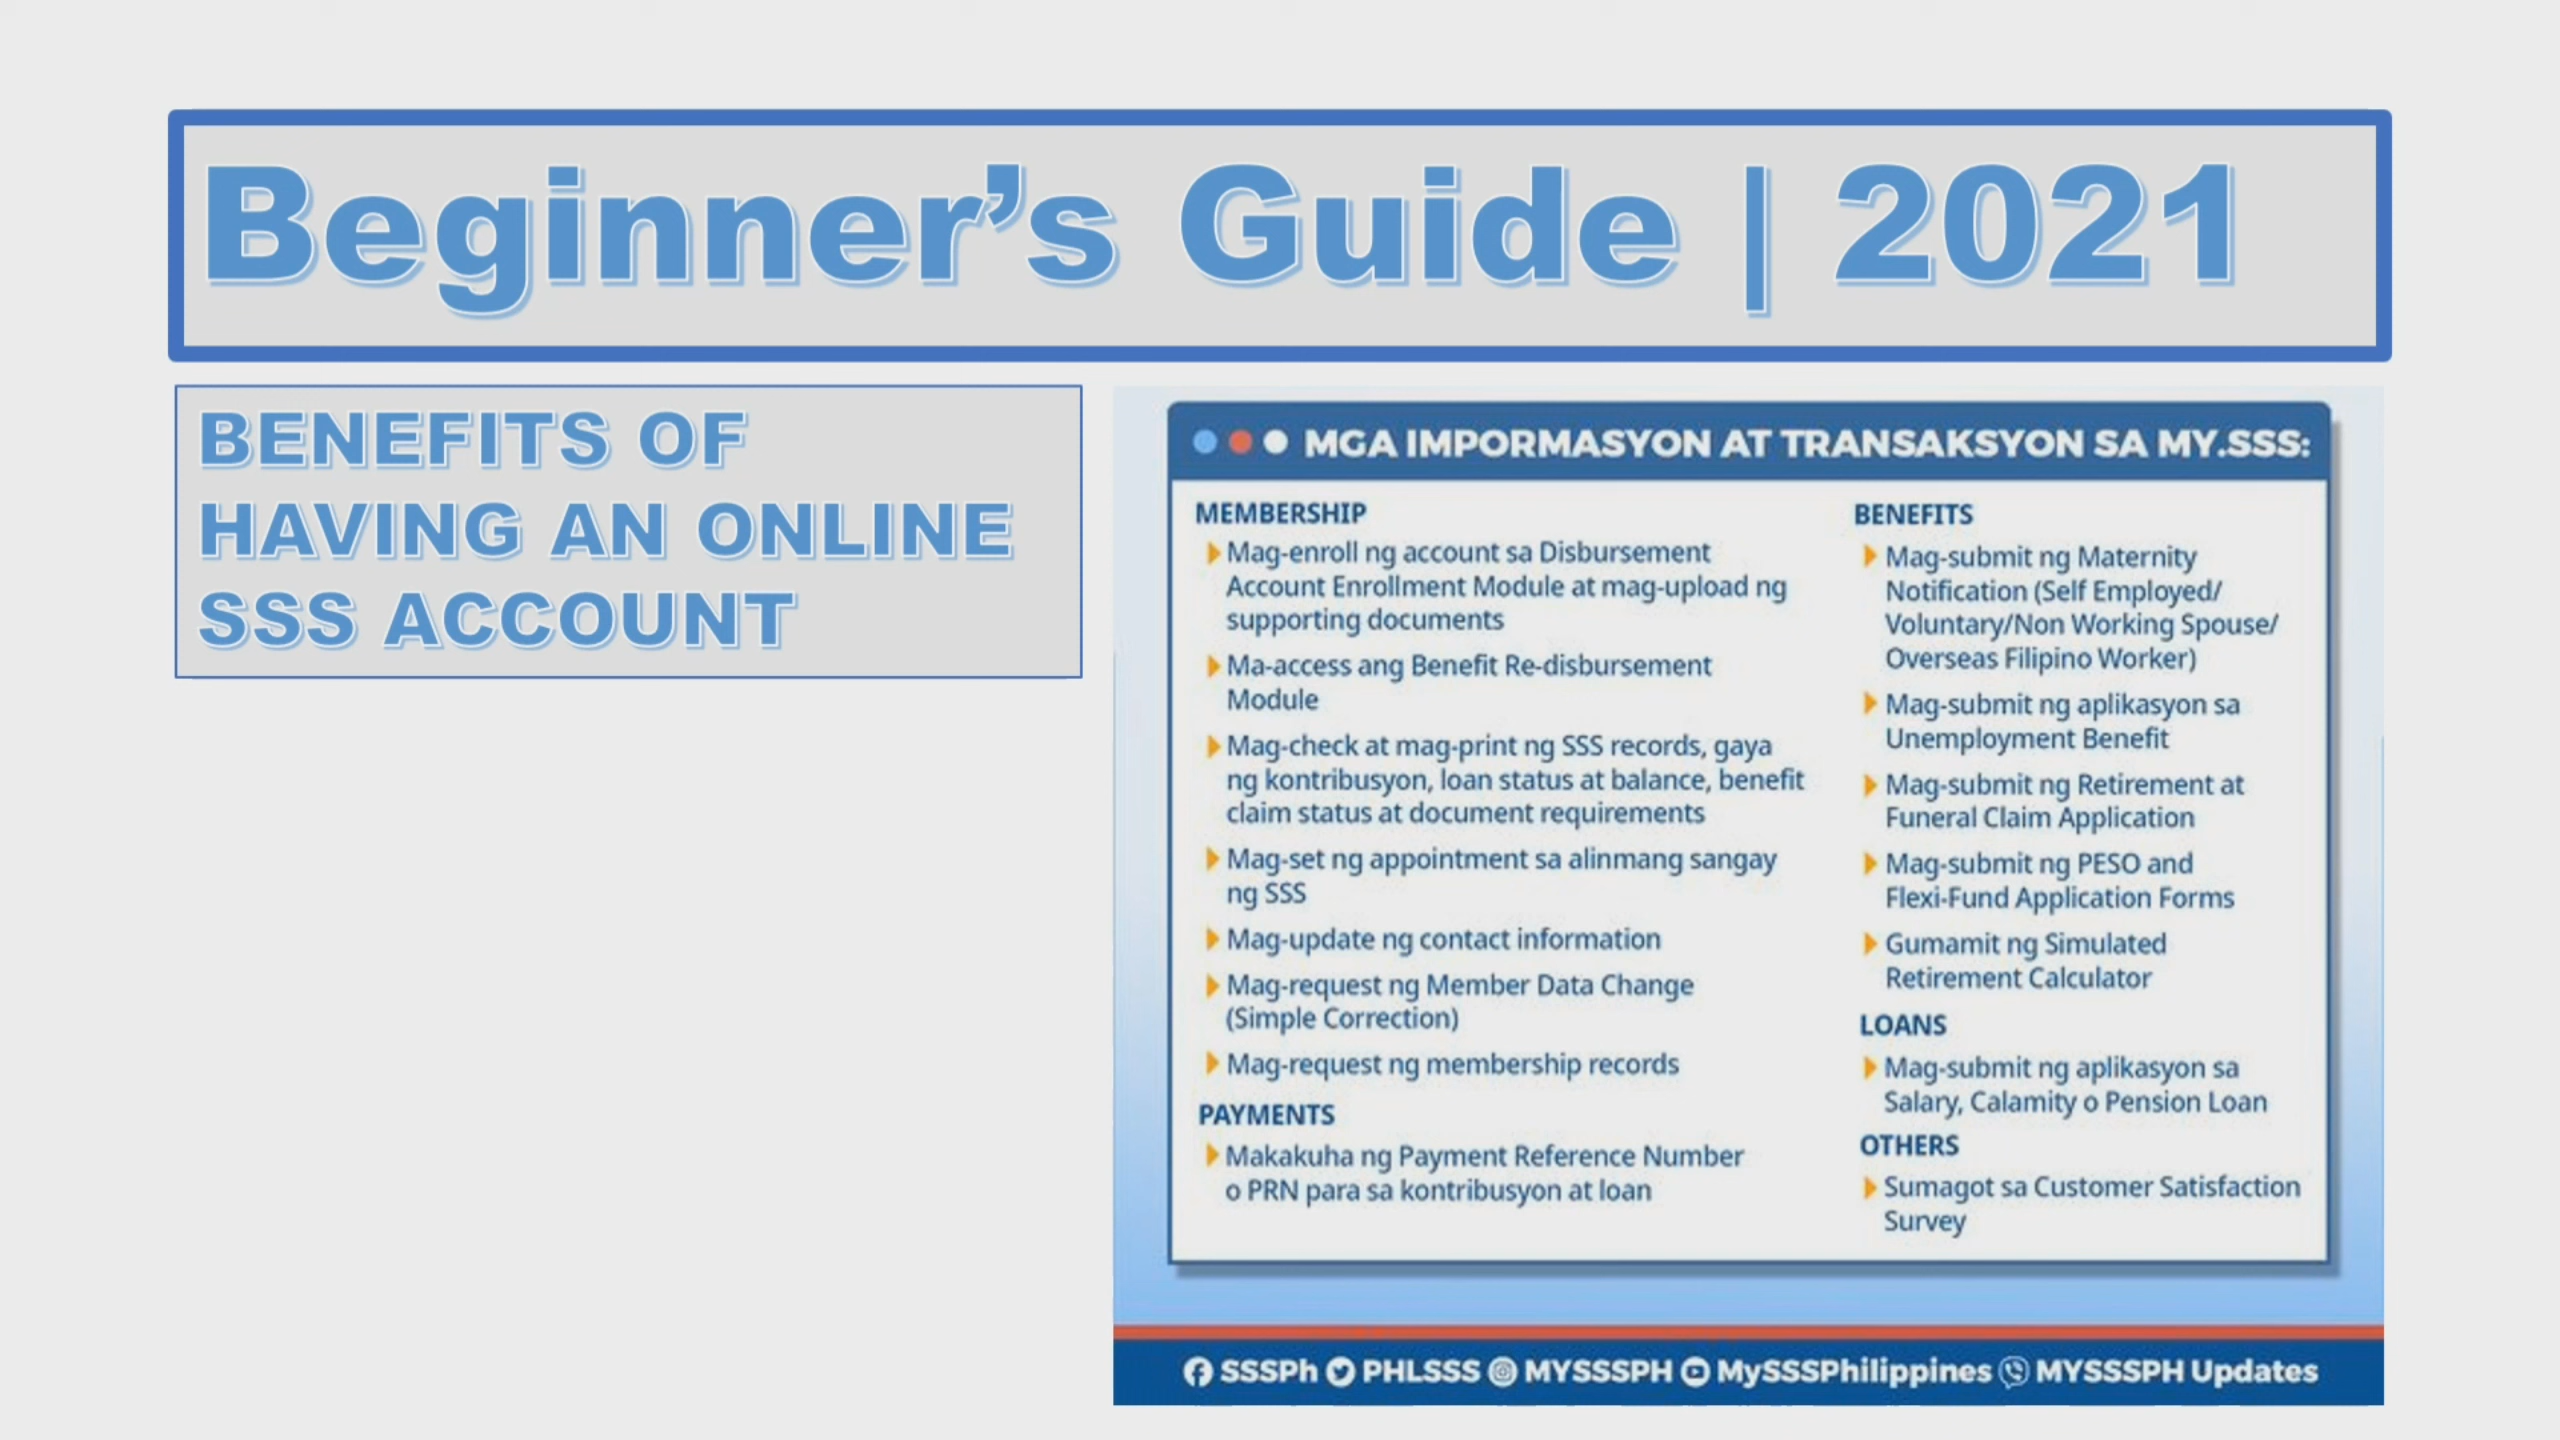 Beginner’s Guide | 2021
BENEFITS OF
HAVING AN ONLINE
SSS ACCOUNT
MGA IMPORMASYON AT TRANSAKSYON SA MY.SSS:
MEMBERSHIP
Mag-enroll ng account sa Disbursement
Account Enrollment Module at mag-upload ng
supporting documents
Ma-access ang Benefit Re-disbursement
Module
Mag-check at mag-print ng SSS records, gaya
ng kontribusyon, loan status at balance, benefit
claim status at document requirements
Mag-set ng appointment sa alinmang sangay
ng SSS
Mag-update ng contact information
Mag-request ng Member Data Change
(Simple Correction)
Mag-request ng membership records
PAYMENTS
Makakuha ng Payment Reference Number
o PRN para sa kontribusyon at loan
BENEFITS
Mag-submit ng Maternity
Notification (Self Employed/
Voluntary/Non Working Spouse/
Overseas Filipino Worker)
Mag-submit ng aplikasyon sa
Unemployment Benefit
Mag-submit ng Retirement at
Funeral Claim Application
Mag-submit ng PESO and
Flexi-Fund Application Forms
Gumamit ng Simulated
Retirement Calculator
LOANS
Mag-submit ng aplikasyon sa
Salary, Calamity o Pension Loan
OTHERS
Sumagot sa Customer Satisfaction
Survey
SSSPh PHLSSS MYSSSPH MySSSPhilippines MYSSSPH Updates